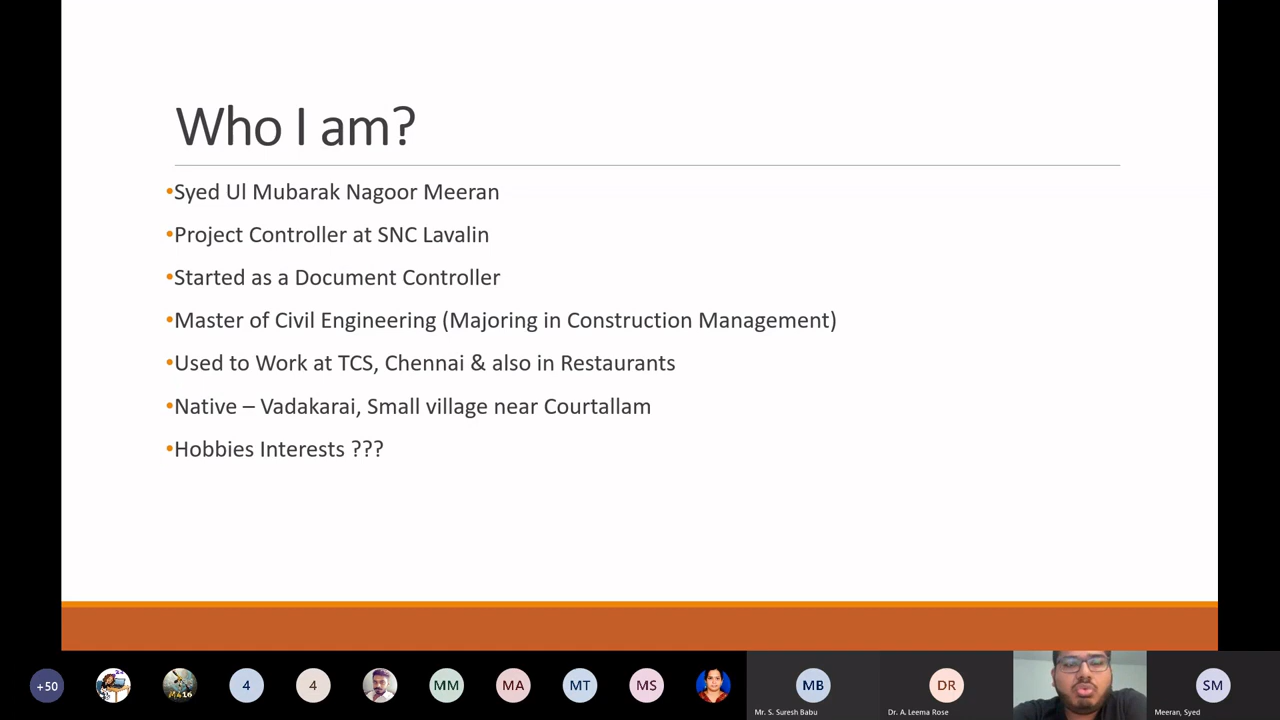 Who I am?
•Syed Ul Mubarak Nagoor Meeran
•Project Controller at SNC Lavalin
•Started as a Document Controller
•Master of Civil Engineering (Majoring in Construction Management)
•Used to Work at TCS, Chennai & also in Restaurants
•Native – Vadakarai, Small village near Courtallam
•Hobbies Interests ???
+50
M416
4
4
MM
MA
MT
MS
MB
Mr. S. Suresh Babu
DR
Dr. A. Leema Rose
SM
Meeran, Syed